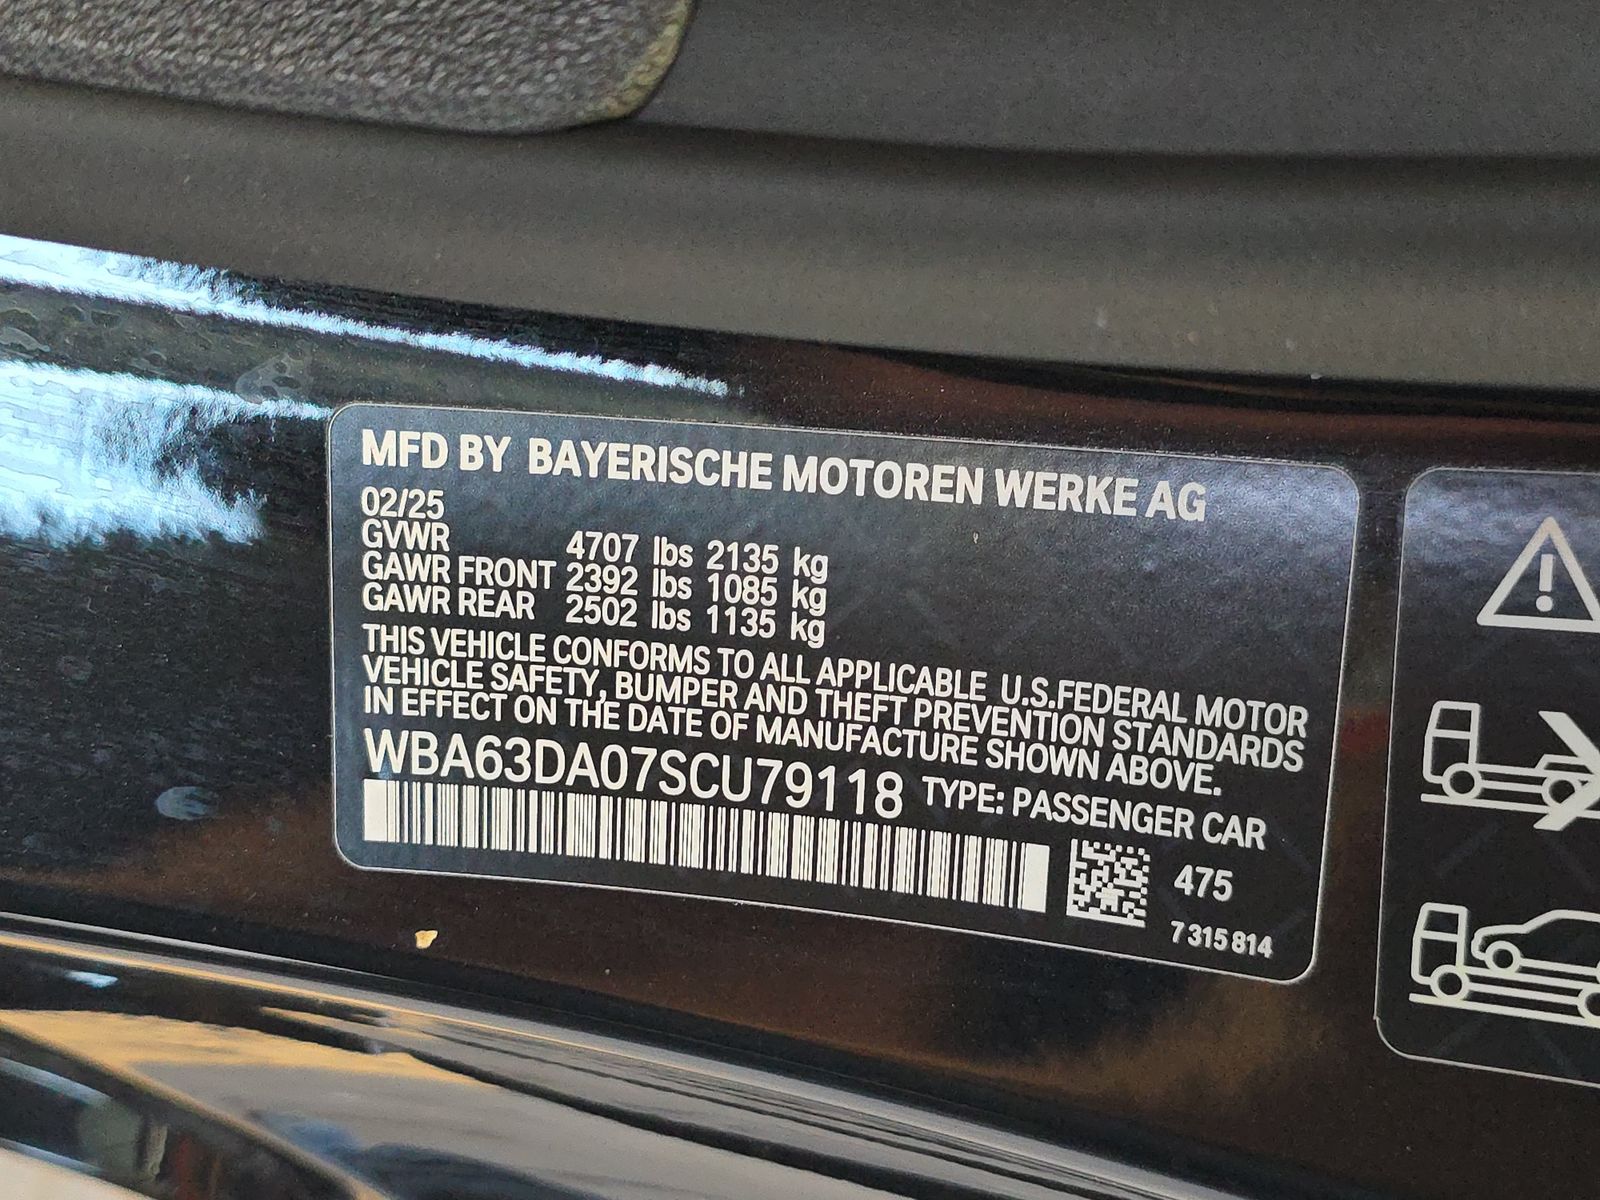 MFD BY BAYERISCHE MOTOREN WERKE AG
02/25
GVWR 4707 lbs 2135 kg
GAWR FRONT 2392 lbs 1085 kg
GAWR REAR 2502 lbs 1135 kg
THIS VEHICLE CONFORMS TO ALL APPLICABLE U.S.FEDERAL MOTOR
VEHICLE SAFETY, BUMPER AND THEFT PREVENTION STANDARDS
IN EFFECT ON THE DATE OF MANUFACTURE SHOWN ABOVE.
WBA63DA07SCU79118 TYPE: PASSENGER CAR
475
7 315 814